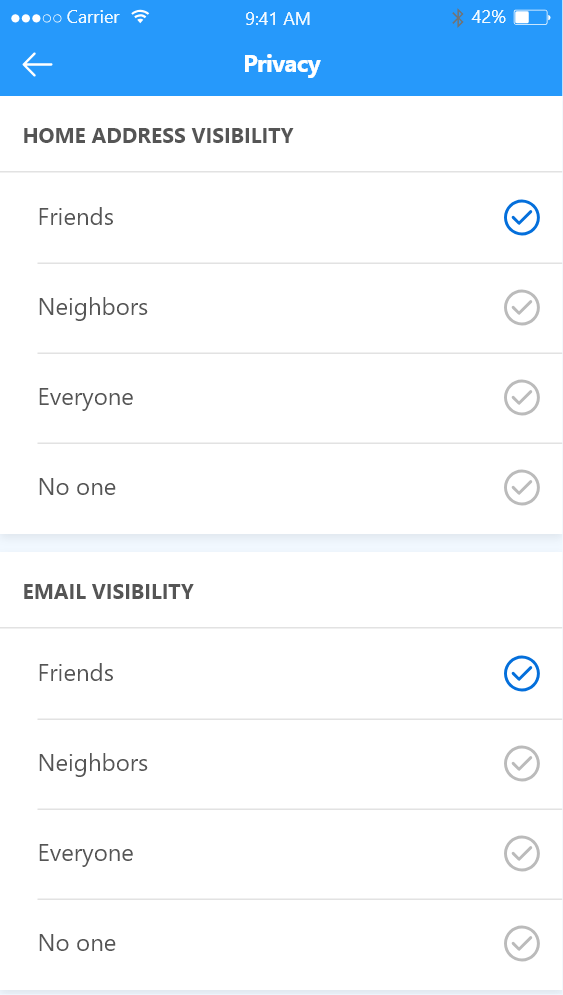 Carrier 9:41 AM 42%
Privacy
HOME ADDRESS VISIBILITY
Friends
Neighbors
Everyone
No one
EMAIL VISIBILITY
Friends
Neighbors
Everyone
No one